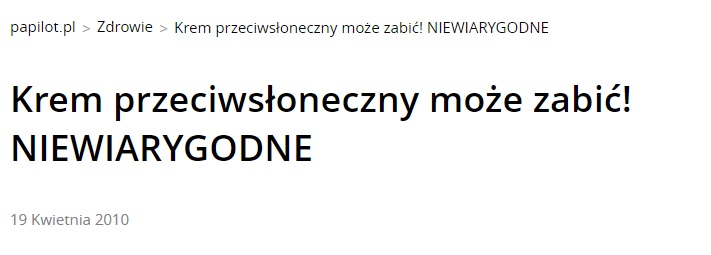 papilot.pl > Zdrowie > Krem przeciwsłoneczny może zabić! NIEWIARYGODNE
Krem przeciwsłoneczny może zabić!
NIEWIARYGODNE
19 Kwietnia 2010